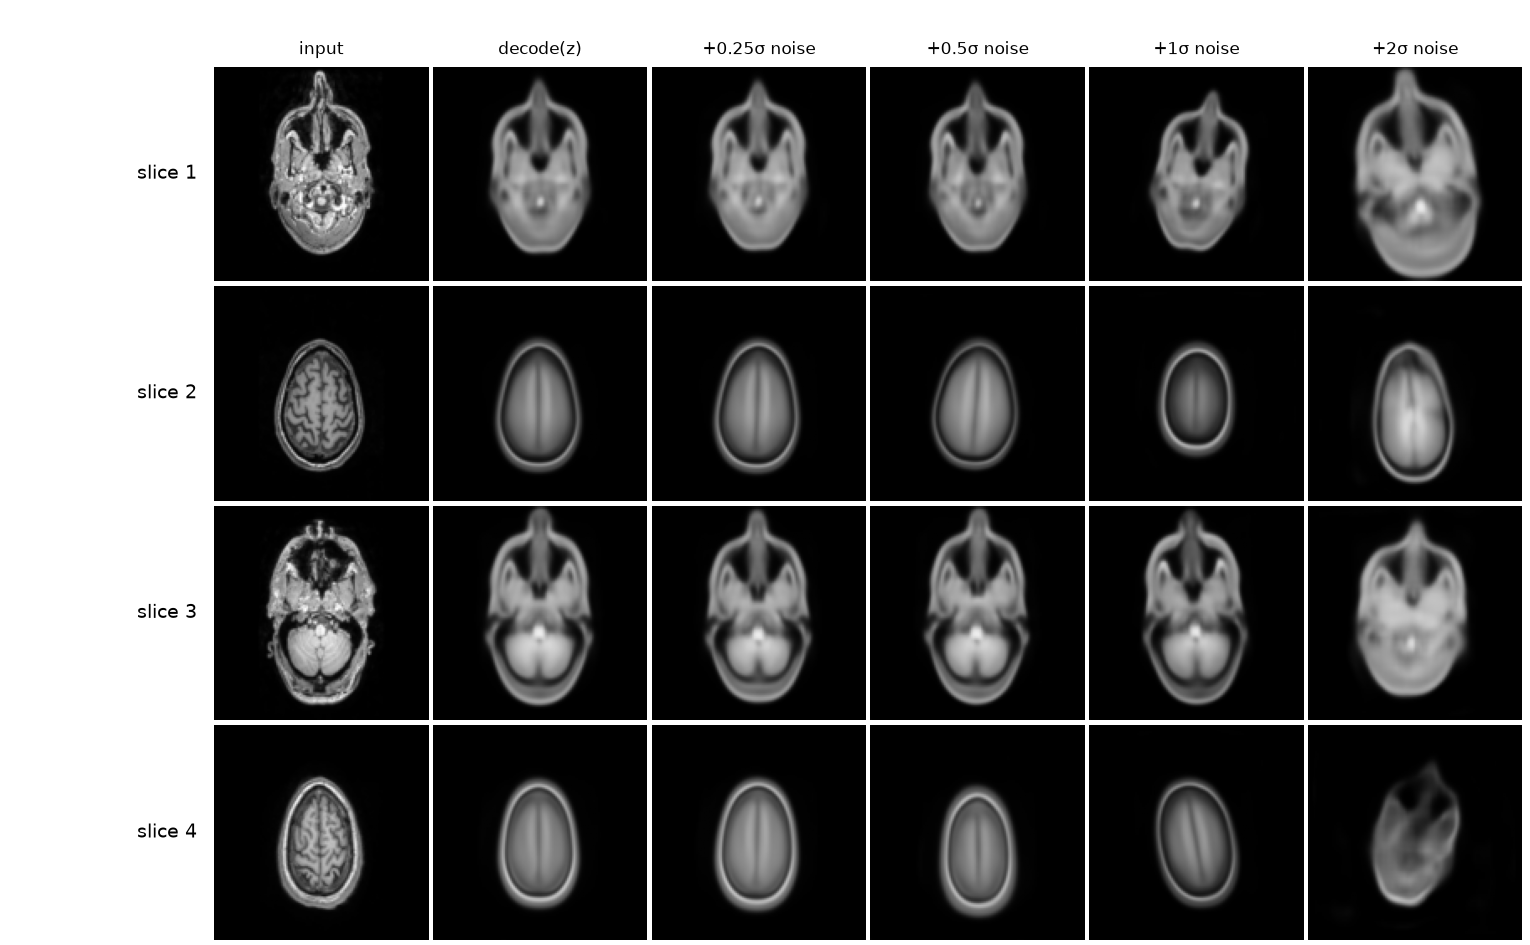 input decode(z) +0.25σ noise +0.5σ noise +1σ noise +2σ noise
slice 1
slice 2
slice 3
slice 4